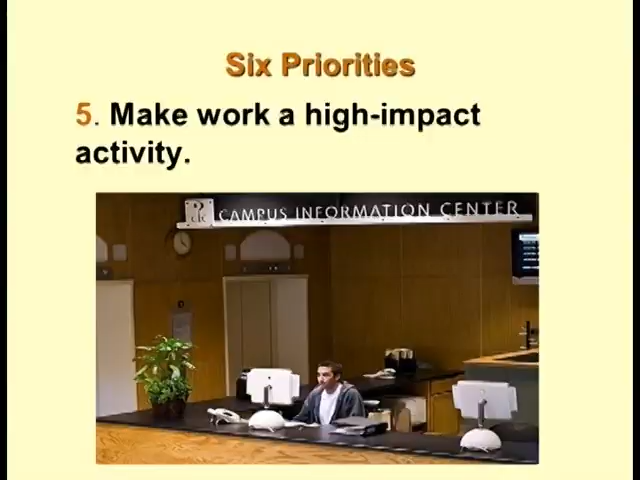 Six Priorities
5. Make work a high-impact
activity.
CAMPUS INFORMATION CENTER